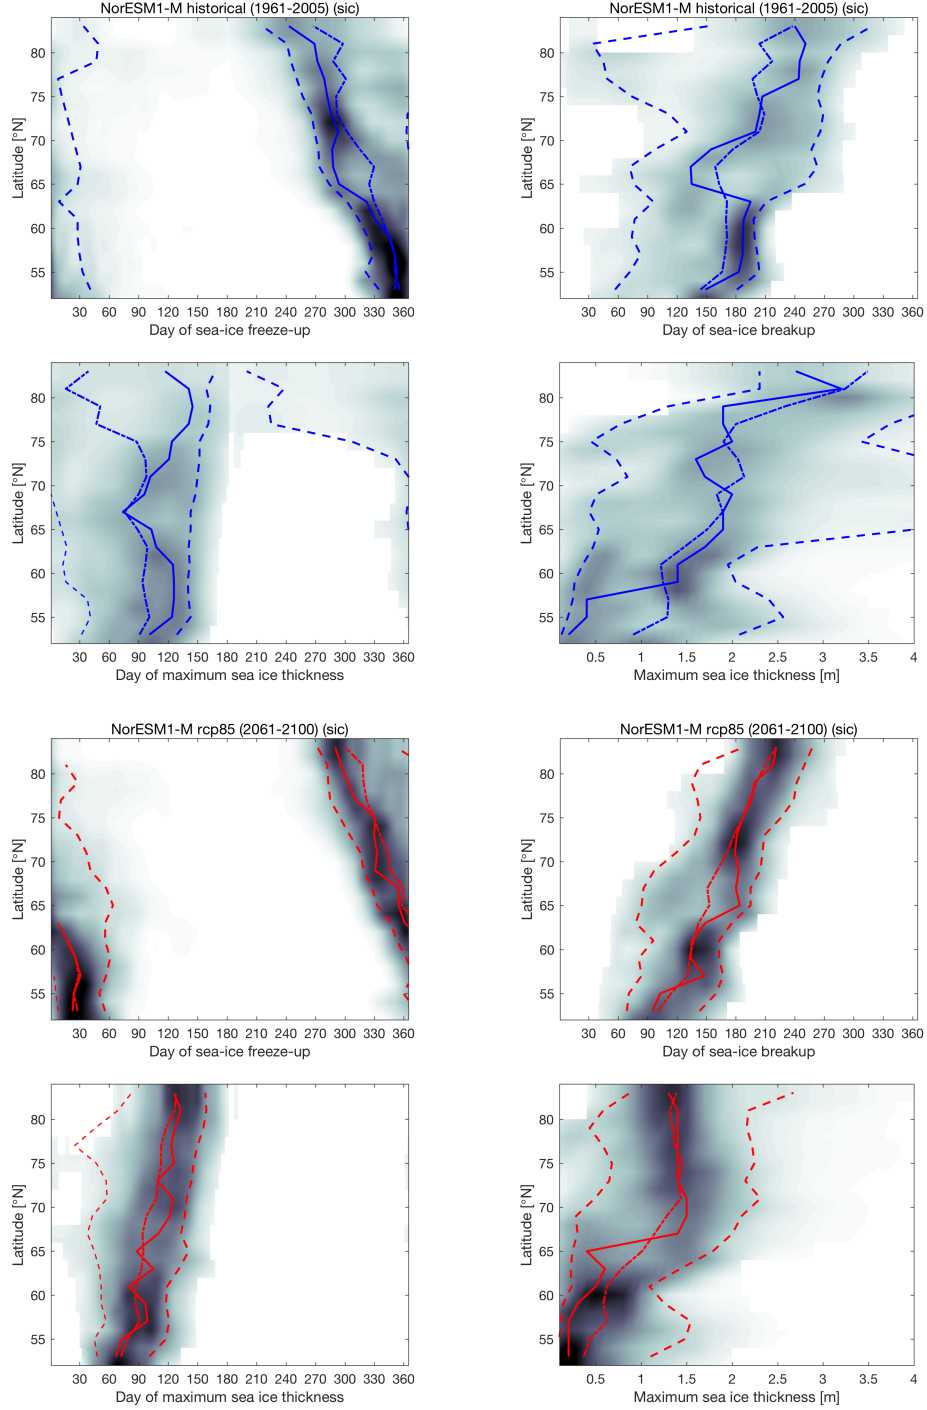 NorESM1-M historical (1961-2005) (sic)
80
75
70
65
60
55
Latitude [°N]
30 60 90 120 150 180 210 240 270 300 330 360
Day of sea-ice freeze-up
NorESM1-M historical (1961-2005) (sic)
80
75
70
65
60
55
Latitude [°N]
30 60 90 120 150 180 210 240 270 300 330 360
Day of sea-ice breakup
80
75
70
65
60
55
Latitude [°N]
30 60 90 120 150 180 210 240 270 300 330 360
Day of maximum sea ice thickness
80
75
70
65
60
55
Latitude [°N]
0.5 1 1.5 2 2.5 3 3.5 4
Maximum sea ice thickness [m]
NorESM1-M rcp85 (2061-2100) (sic)
80
75
70
65
60
55
Latitude [°N]
30 60 90 120 150 180 210 240 270 300 330 360
Day of sea-ice freeze-up
NorESM1-M rcp85 (2061-2100) (sic)
80
75
70
65
60
55
Latitude [°N]
30 60 90 120 150 180 210 240 270 300 330 360
Day of sea-ice breakup
80
75
70
65
60
55
Latitude [°N]
30 60 90 120 150 180 210 240 270 300 330 360
Day of maximum sea ice thickness
80
75
70
65
60
55
Latitude [°N]
0.5 1 1.5 2 2.5 3 3.5 4
Maximum sea ice thickness [m]